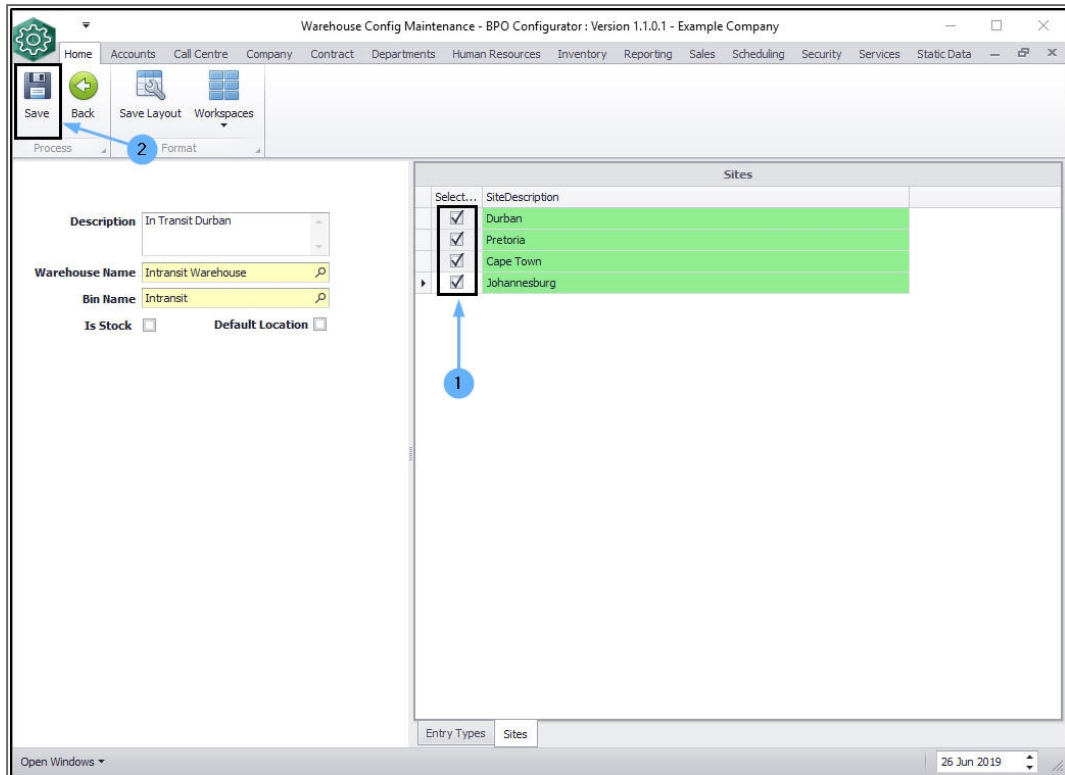 Warehouse Config Maintenance - BPO Configurator : Version 1.1.0.1 - Example Company
Home Accounts Call Centre Company Contract Departments Human Resources Inventory Reporting Sales Scheduling Security Services Static Data
Save Back Save Layout Workspaces
Process 2 Format
Sites
Select... SiteDescription
Description In Transit Durban
Durban
Pretoria
Warehouse Name Intransit Warehouse
Cape Town
Bin Name Intransit
Johannesburg
Is Stock Default Location
1
Entry Types Sites
Open Windows 26 Jun 2019